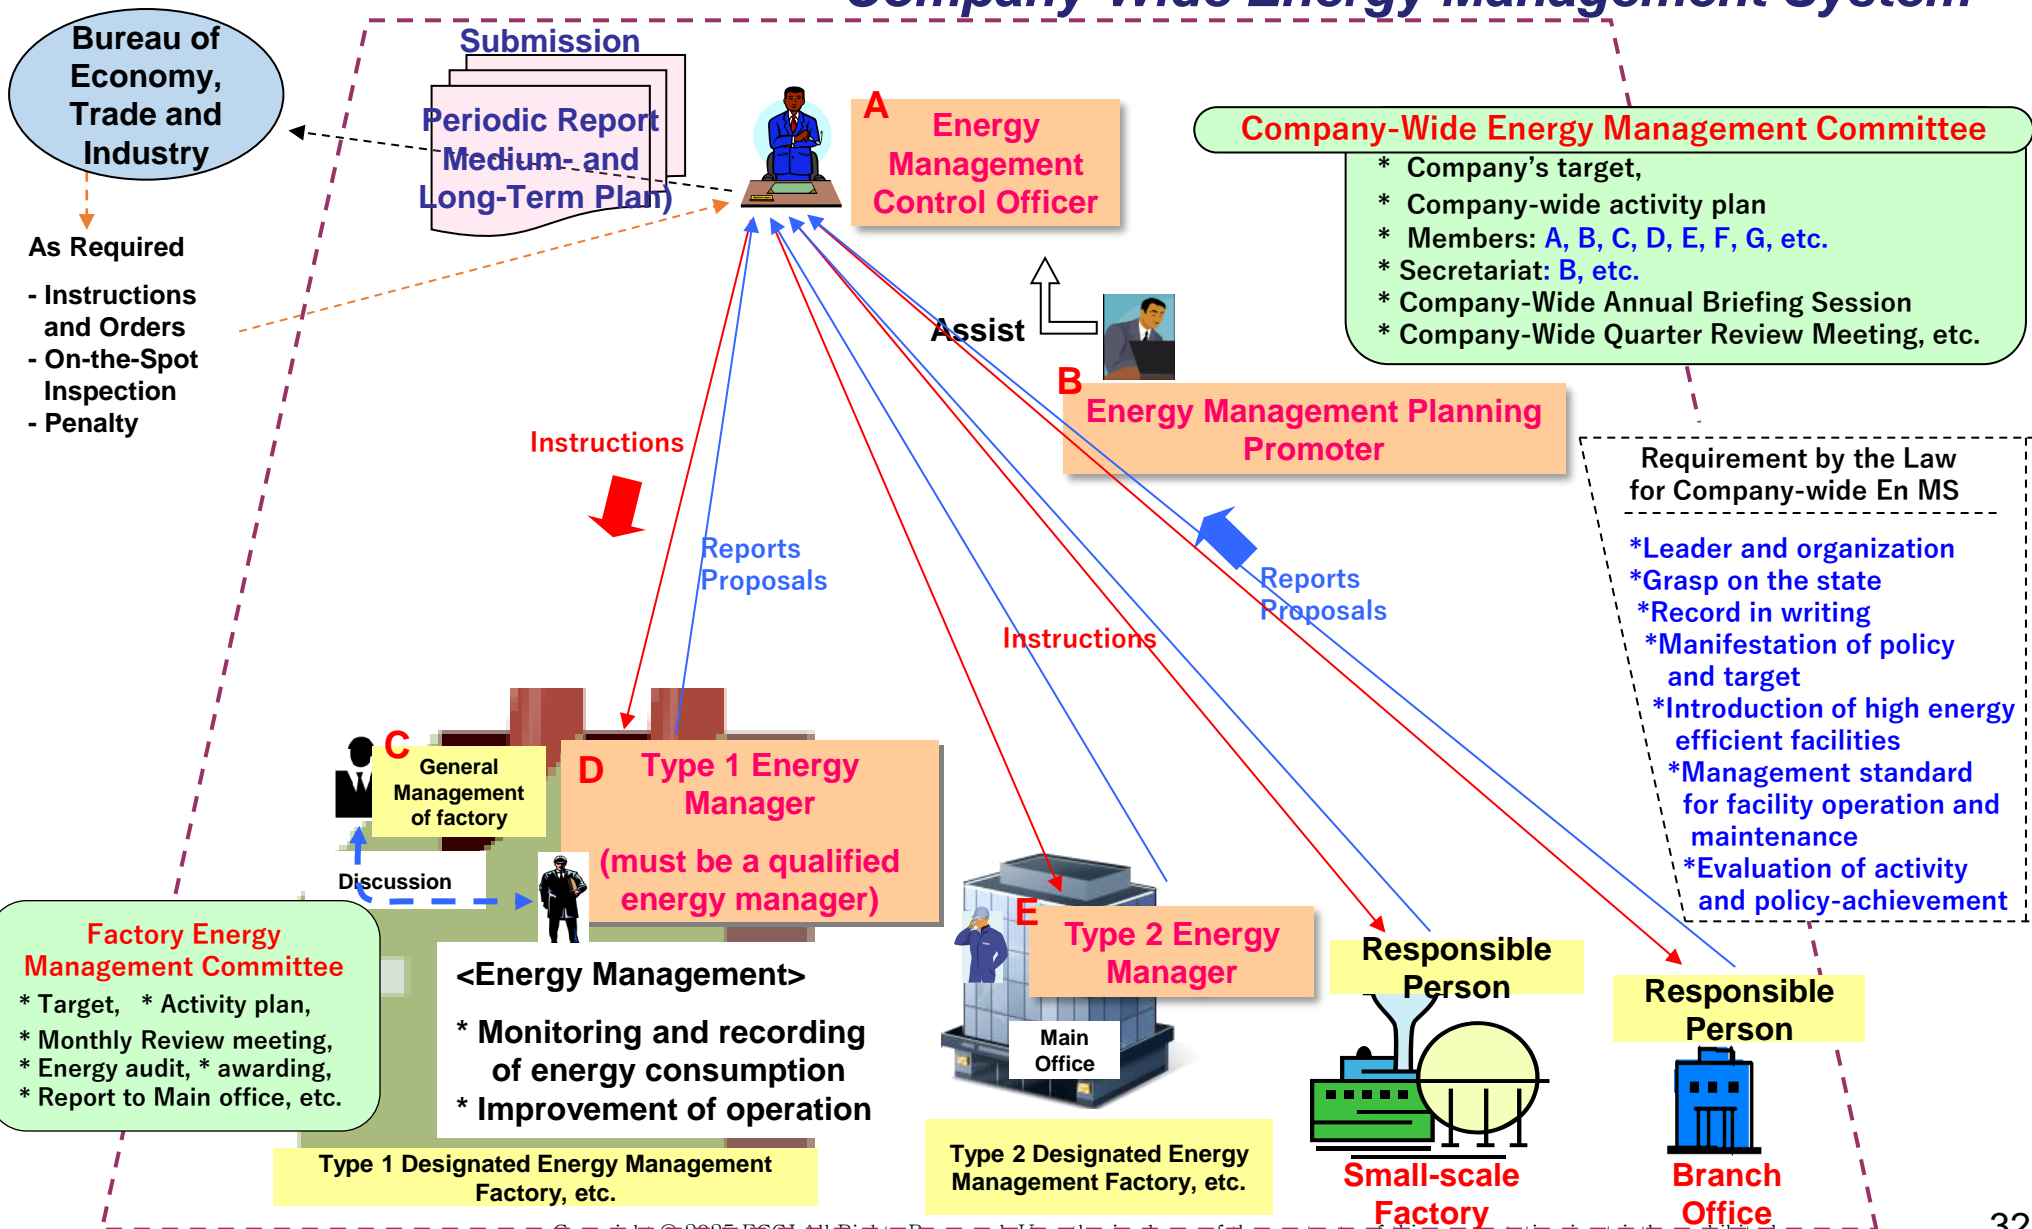 Company-Wide Energy Management System
Bureau of
Economy,
Trade and
Industry
Submission
Periodic Report
Medium- and
Long-Term Plan)
As Required
- Instructions
and Orders
- On-the-Spot
Inspection
- Penalty
A
Energy
Management
Control Officer
Company-Wide Energy Management Committee
* Company's target,
* Company-wide activity plan
* Members: A, B, C, D, E, F, G, etc.
* Secretariat: B, etc.
* Company-Wide Annual Briefing Session
* Company-Wide Quarter Review Meeting, etc.
Assist
B
Energy Management Planning
Promoter
Instructions
Reports
Proposals
Instructions
Reports
Proposals
Requirement by the Law
for Company-wide En MS
*Leader and organization
*Grasp on the state
*Record in writing
*Manifestation of policy
and target
*Introduction of high energy
efficient facilities
*Management standard
for facility operation and
maintenance
*Evaluation of activity
and policy-achievement
C
General
Management
of factory
D
Type 1 Energy
Manager
(must be a qualified
energy manager)
Discussion
Factory Energy
Management Committee
* Target, * Activity plan,
* Monthly Review meeting,
* Energy audit, * awarding,
* Report to Main office, etc.
<Energy Management>
* Monitoring and recording
of energy consumption
* Improvement of operation
Type 1 Designated Energy Management
Factory, etc.
E
Type 2 Energy
Manager
Main
Office
Type 2 Designated Energy
Management Factory, etc.
Responsible
Person
Small-scale
Factory
Responsible
Person
Branch
Office
32